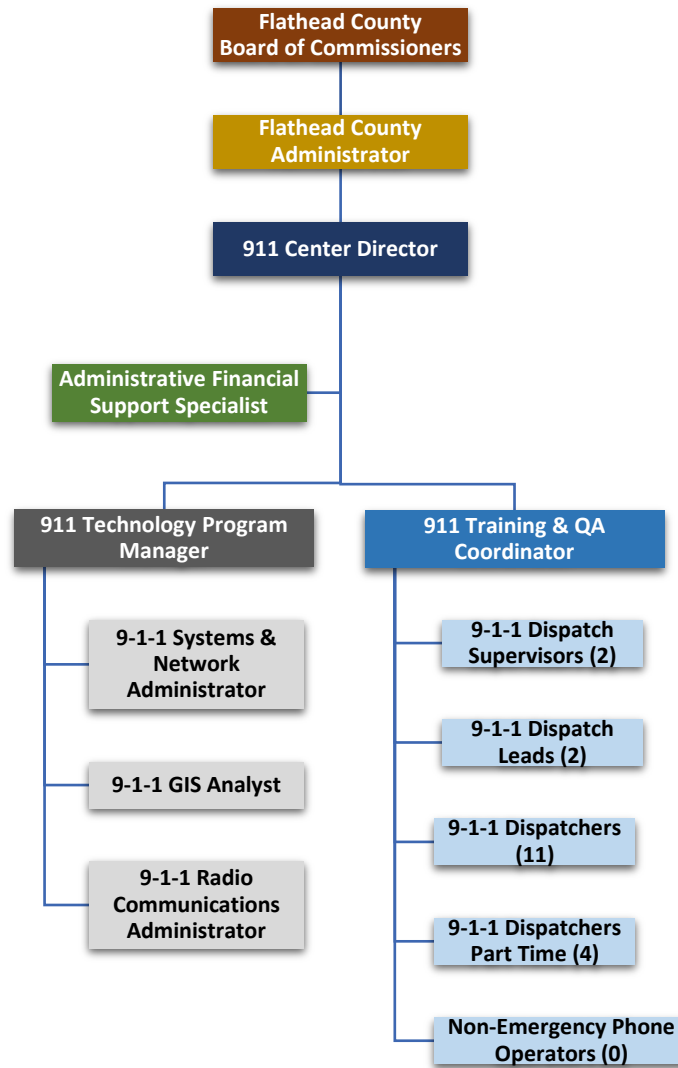 Flathead County
Board of Commissioners
Flathead County
Administrator
911 Center Director
Administrative Financial
Support Specialist
911 Technology Program
Manager
9-1-1 Systems &
Network
Administrator
9-1-1 GIS Analyst
9-1-1 Radio
Communications
Administrator
911 Training & QA
Coordinator
9-1-1 Dispatch
Supervisors (2)
9-1-1 Dispatch
Leads (2)
9-1-1 Dispatchers
(11)
9-1-1 Dispatchers
Part Time (4)
Non-Emergency Phone
Operators (0)